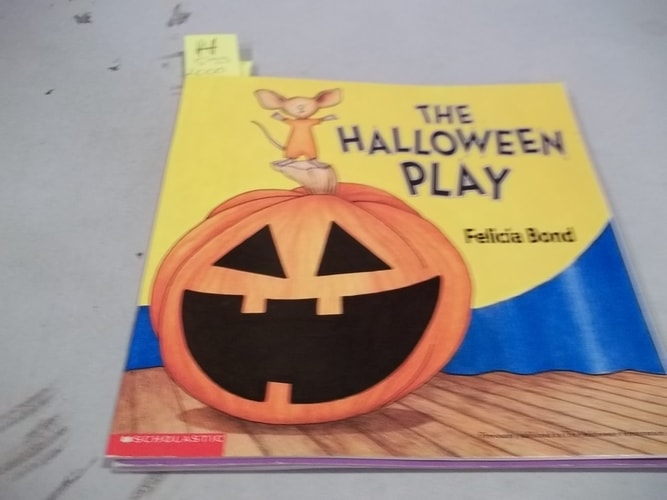 H
THE
HALLOWEEN
PLAY
Felicia Bond
SCHOLASTIC